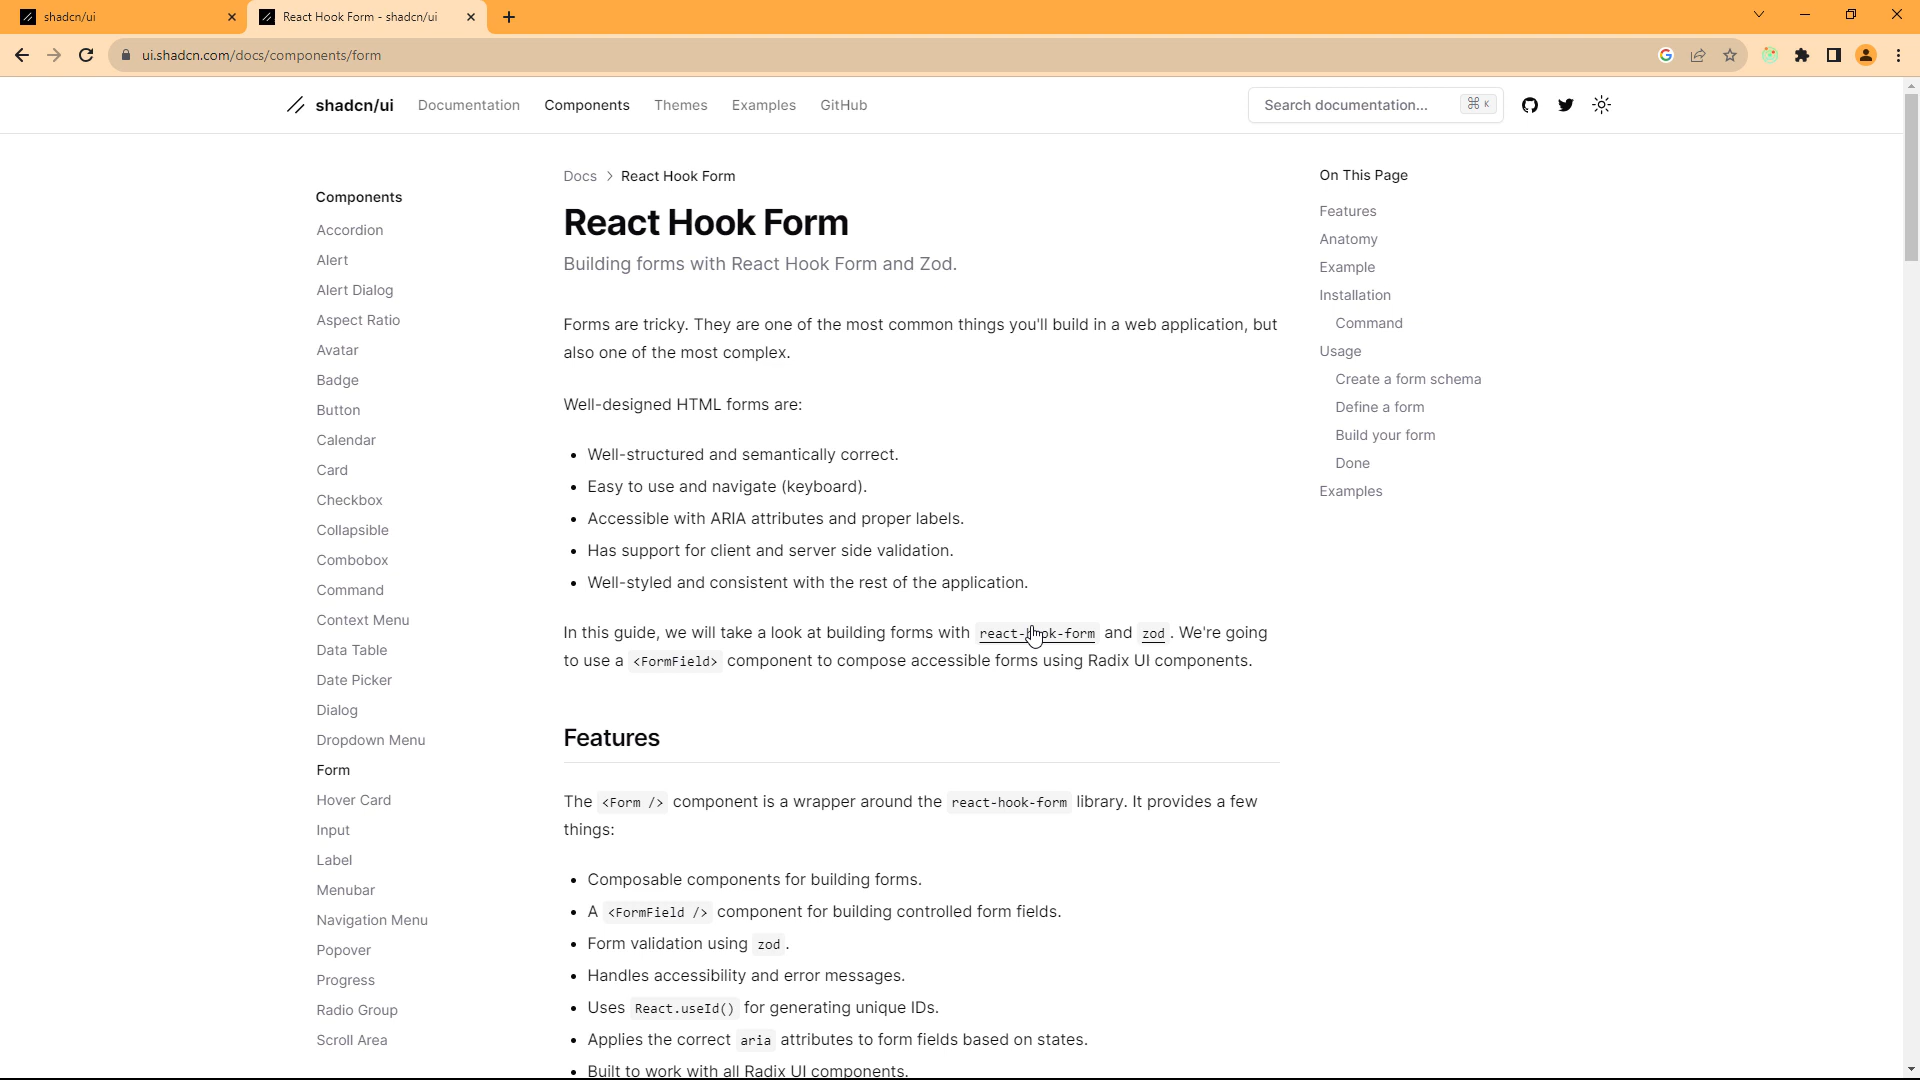 shadcn/ui
React Hook Form - shadcn/ui
ui.shadcn.com/docs/components/form
shadcn/ui
Documentation
Components
Themes
Examples
GitHub
Search documentation...
⌘ K
Components
Accordion
Alert
Alert Dialog
Aspect Ratio
Avatar
Badge
Button
Calendar
Card
Checkbox
Collapsible
Combobox
Command
Context Menu
Data Table
Date Picker
Dialog
Dropdown Menu
Form
Hover Card
Input
Label
Menubar
Navigation Menu
Popover
Progress
Radio Group
Scroll Area
Docs > React Hook Form
React Hook Form
Building forms with React Hook Form and Zod.
Forms are tricky. They are one of the most common things you'll build in a web application, but
also one of the most complex.
Well-designed HTML forms are:
• Well-structured and semantically correct.
• Easy to use and navigate (keyboard).
• Accessible with ARIA attributes and proper labels.
• Has support for client and server side validation.
• Well-styled and consistent with the rest of the application.
In this guide, we will take a look at building forms with react-hook-form and zod. We're going
to use a <FormField> component to compose accessible forms using Radix UI components.
Features
The <Form /> component is a wrapper around the react-hook-form library. It provides a few
things:
• Composable components for building forms.
• A <FormField /> component for building controlled form fields.
• Form validation using zod.
• Handles accessibility and error messages.
• Uses React.useId() for generating unique IDs.
• Applies the correct aria attributes to form fields based on states.
• Built to work with all Radix UI components.
On This Page
Features
Anatomy
Example
Installation
Command
Usage
Create a form schema
Define a form
Build your form
Done
Examples